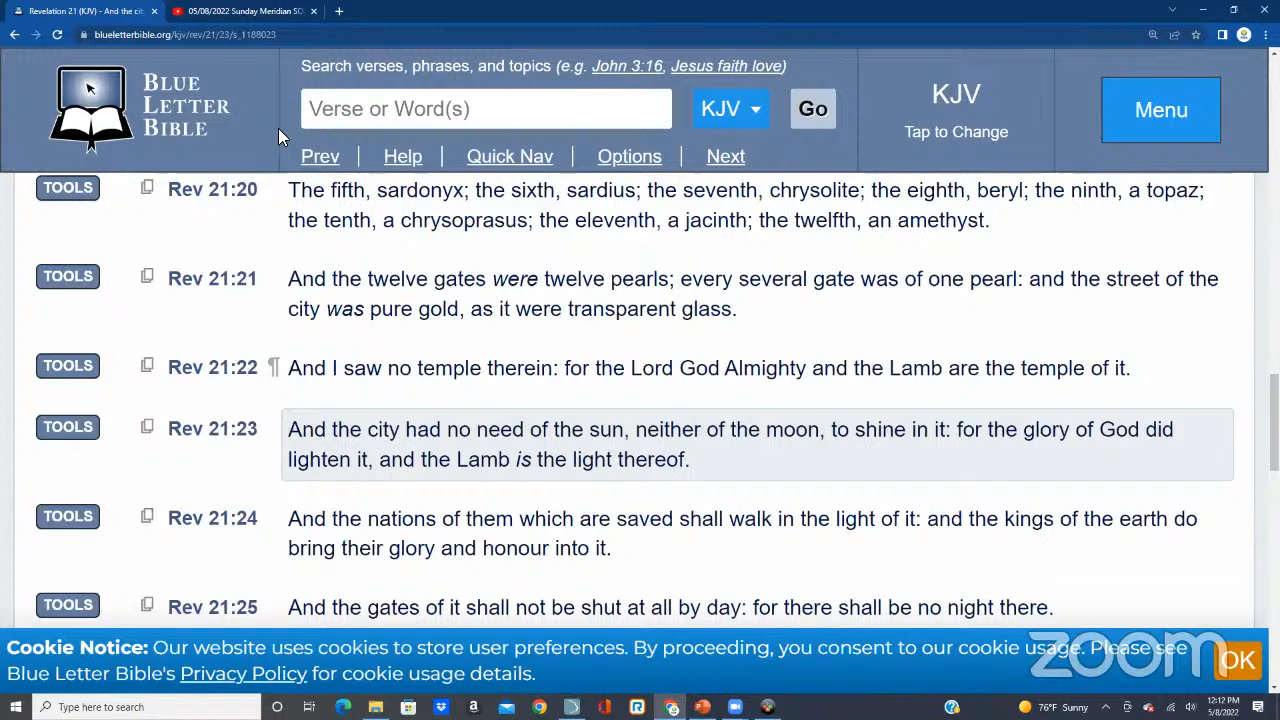 Revelation 21 (KJV) - And the city
05/08/2022 Sunday Meridian SO
blueletterbible.org/kjv/rev/21/23/s_1188023
BLUE
LETTER
BIBLE
Search verses, phrases, and topics (e.g. John 3:16, Jesus faith love)
Verse or Word(s)
KJV
Go
Prev | Help | Quick Nav | Options | Next
KJV
Tap to Change
Menu
TOOLS Rev 21:20 The fifth, sardonyx; the sixth, sardius; the seventh, chrysolite; the eighth, beryl; the ninth, a topaz;
the tenth, a chrysoprasus; the eleventh, a jacinth; the twelfth, an amethyst.
TOOLS Rev 21:21 And the twelve gates were twelve pearls; every several gate was of one pearl: and the street of the
city was pure gold, as it were transparent glass.
TOOLS Rev 21:22 ¶ And I saw no temple therein: for the Lord God Almighty and the Lamb are the temple of it.
TOOLS Rev 21:23 And the city had no need of the sun, neither of the moon, to shine in it: for the glory of God did
lighten it, and the Lamb is the light thereof.
TOOLS Rev 21:24 And the nations of them which are saved shall walk in the light of it: and the kings of the earth do
bring their glory and honour into it.
TOOLS Rev 21:25 And the gates of it shall not be shut at all by day: for there shall be no night there.
Cookie Notice: Our website uses cookies to store user preferences. By proceeding, you consent to our cookie usage. Please see
Blue Letter Bible's Privacy Policy for cookie usage details.
OK
zoom
Type here to search
76°F Sunny
12:12 PM
5/8/2022